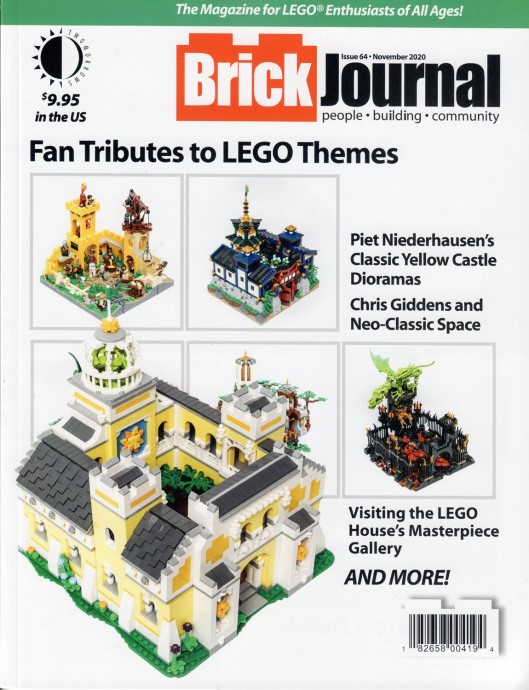 The Magazine for LEGO® Enthusiasts of All Ages!
TWOMORROWS
$9.95
in the US
Issue 64 • November 2020
Brick Journal
people • building • community
Fan Tributes to LEGO Themes
Piet Niederhausen's
Classic Yellow Castle
Dioramas
Chris Giddens and
Neo-Classic Space
Visiting the LEGO
House's Masterpiece
Gallery
AND MORE!
1 82658 00419 4